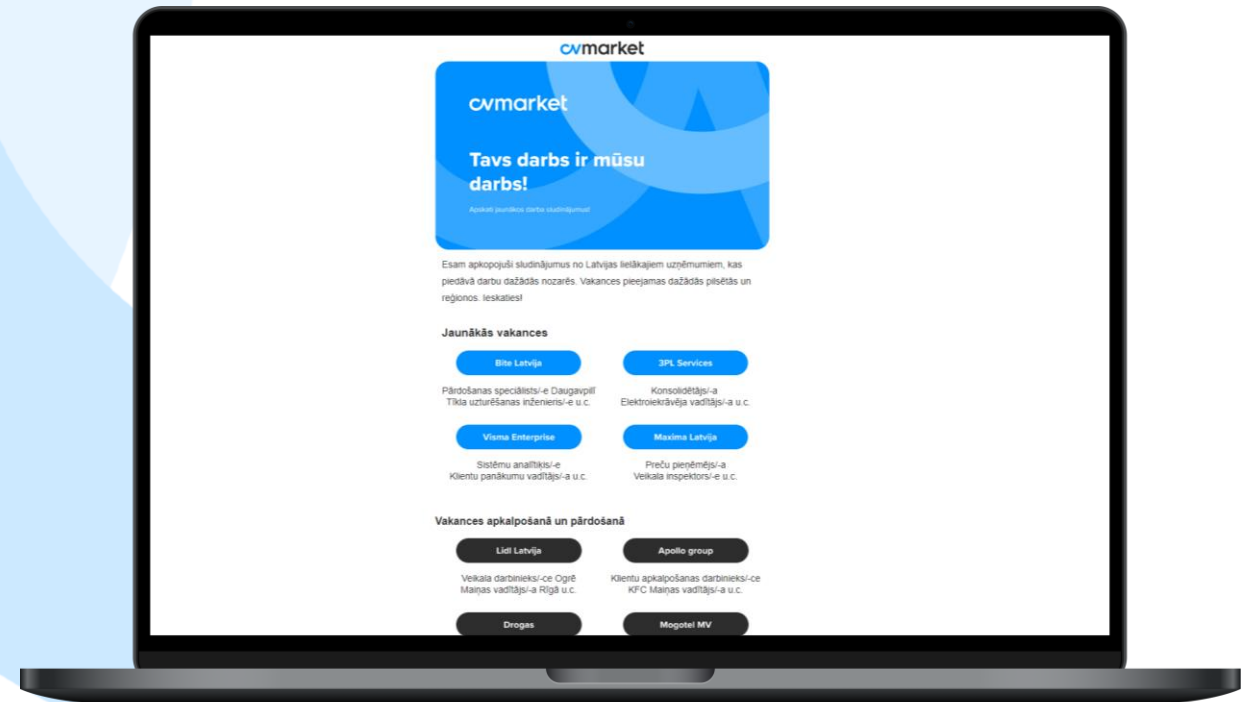 cvmarket
cvmarket
Tavs darbs ir mūsu
darbs!
Apskati jaunākos darba sludinājumus!
Esam apkopojuši sludinājumus no Latvijas lielākajiem uzņēmumiem, kas
piedāvā darbu dažādās nozarēs. Vakances pieejamas dažādās pilsētās un
reģionos. Ieskaties!
Jaunākās vakances
Bite Latvija
3PL Services
Pārdošanas speciālists/-e Daugavpilī
Tīkla uzturēšanas inženieris/-e u.c.
Konsolidētājs/-a
Elektroiekrāvēja vadītājs/-a u.c.
Visma Enterprise
Maxima Latvija
Sistēmu analītiķis/-e
Klientu panākumu vadītājs/-a u.c.
Preču pieņēmējs/-a
Veikala inspektors/-e u.c.
Vakances apkalpošanā un pārdošanā
Lidl Latvija
Apollo group
Veikala darbinieks/-ce Ogrē
Maiņas vadītājs/-a Rīgā u.c.
Klientu apkalpošanas darbinieks/-ce
KFC Maiņas vadītājs/-a u.c.
Drogas
Mogotel MV